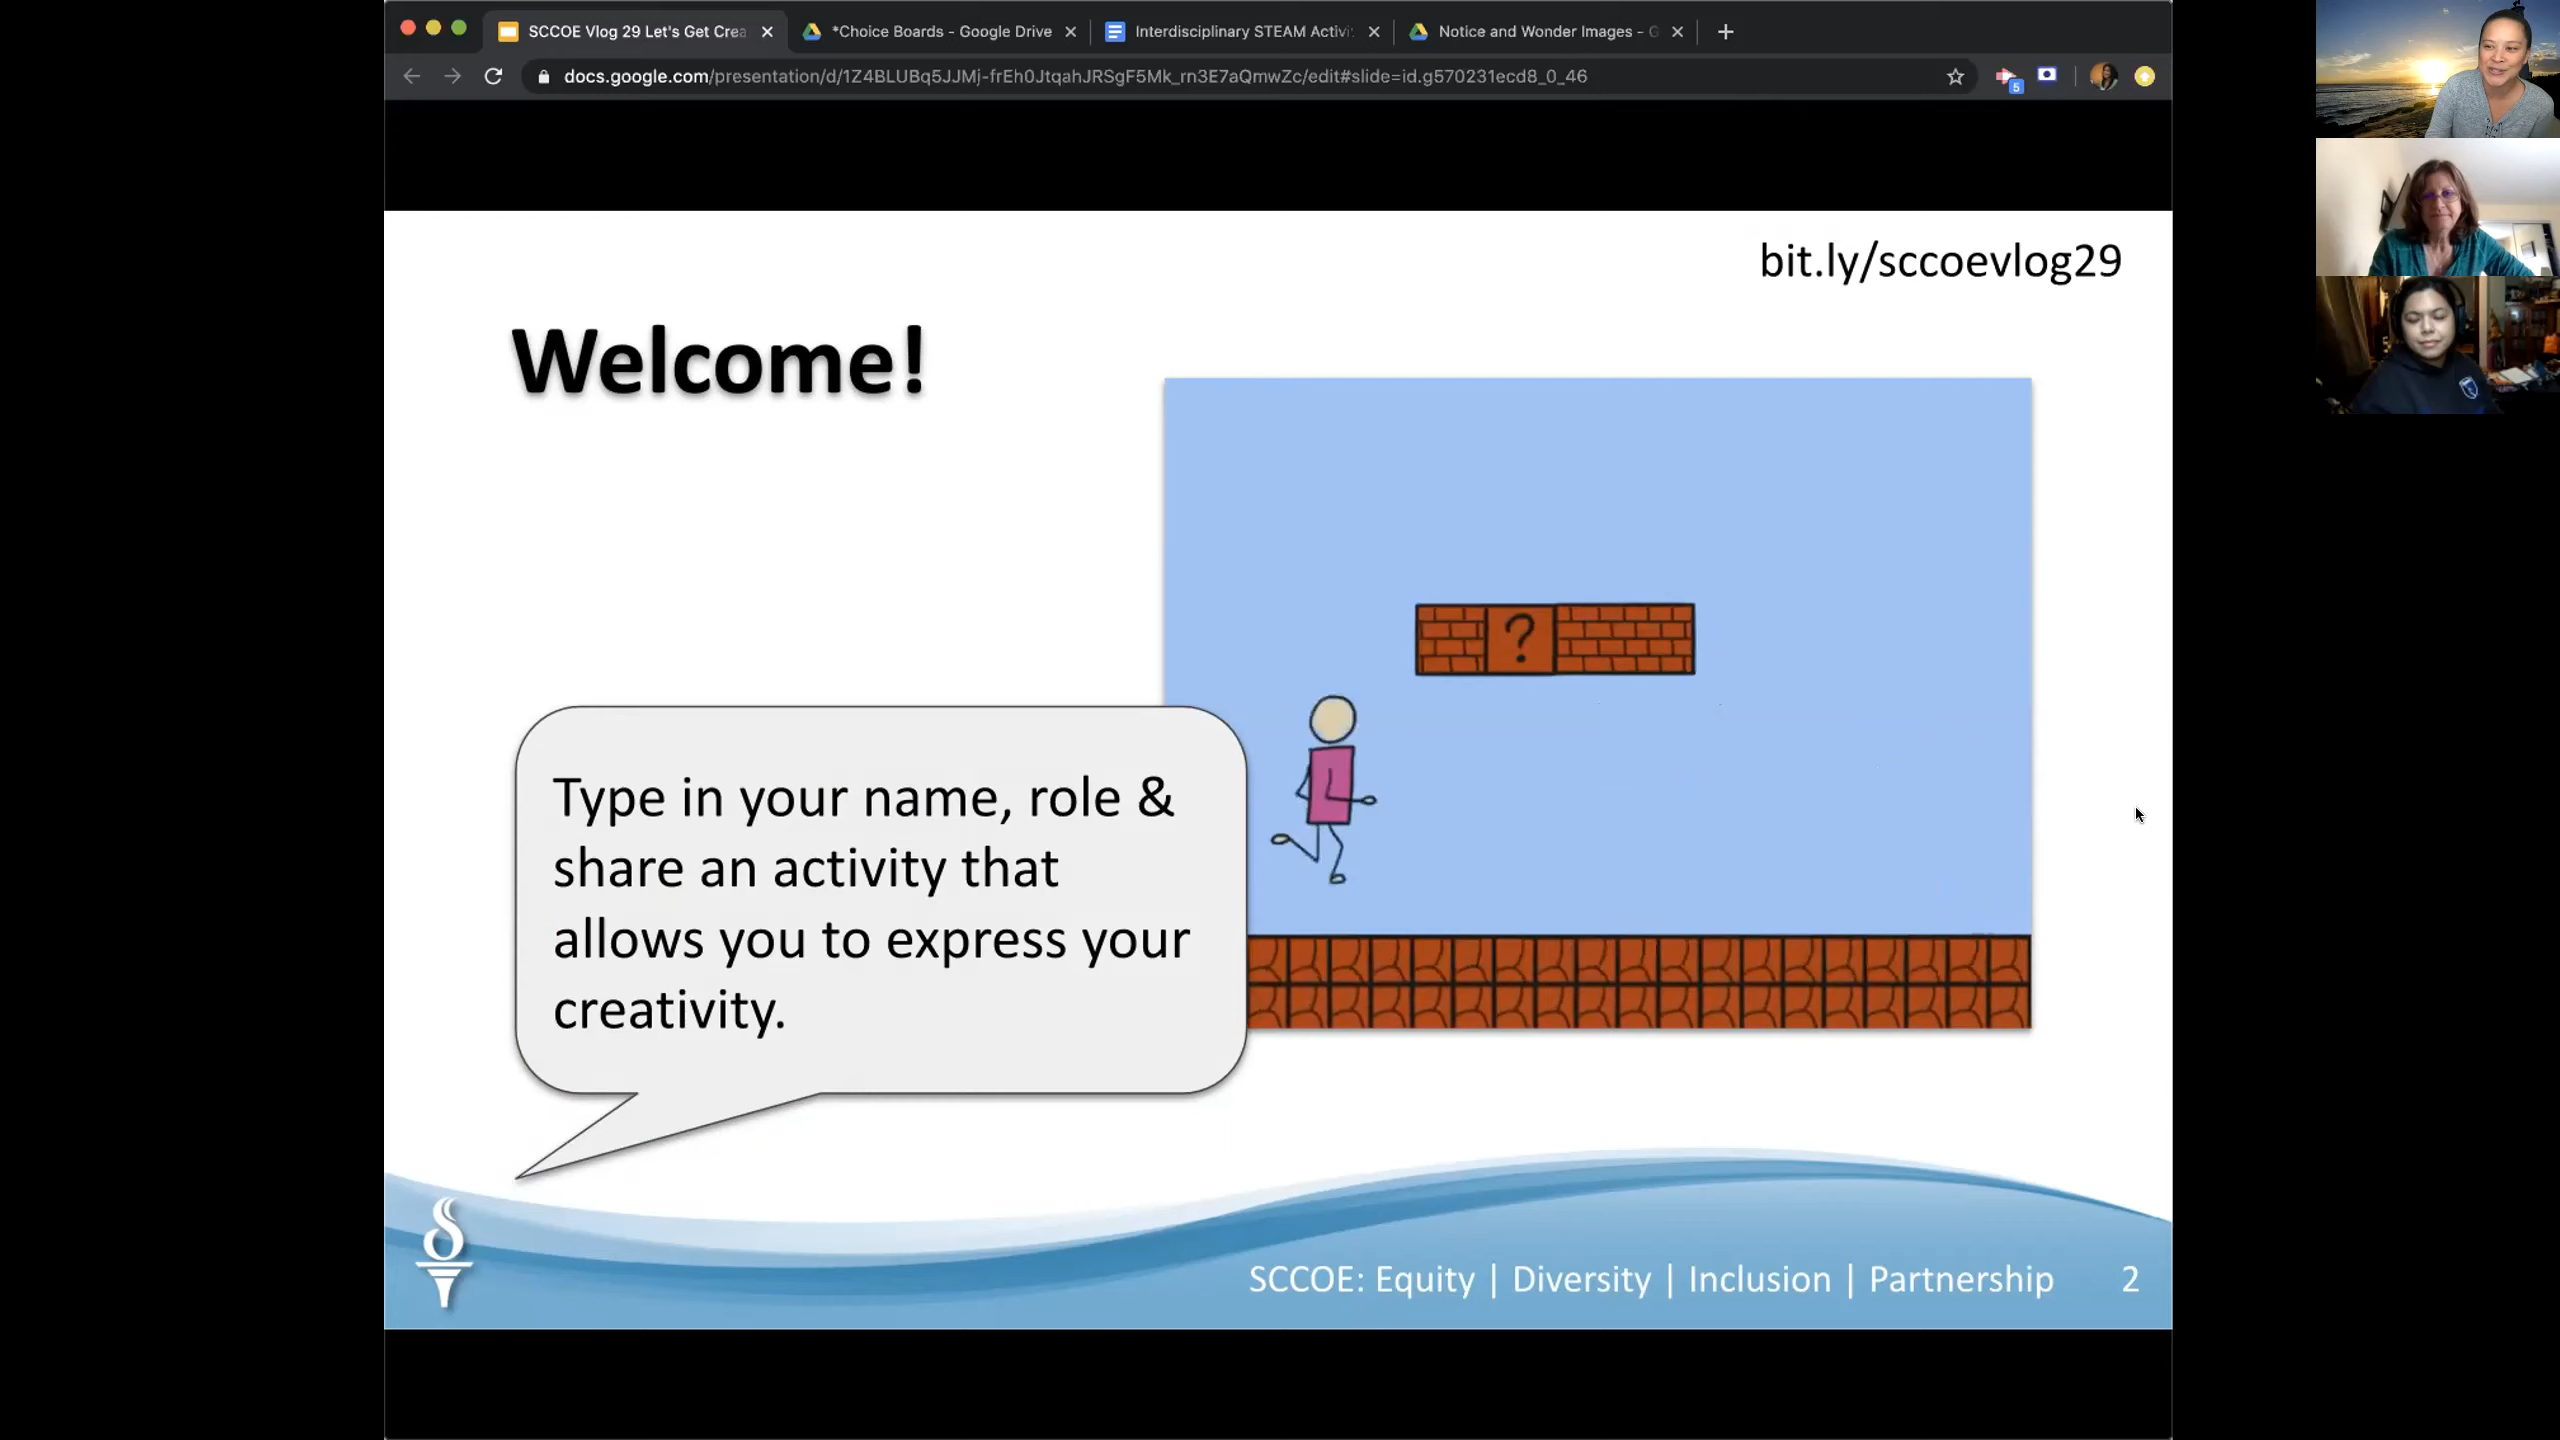 SCCOE Vlog 29 Let's Get Crea
*Choice Boards - Google Drive
Interdisciplinary STEAM Activi
Notice and Wonder Images - G
docs.google.com/presentation/d/1Z4BLUBq5JJMj-frEh0JtqahJRSgF5Mk_rn3E7aQmwZc/edit#slide=id.g570231ecd8_0_46
5
bit.ly/sccoevlog29
Welcome!
?
Type in your name, role &
share an activity that
allows you to express your
creativity.
SCCOE: Equity | Diversity | Inclusion | Partnership 2